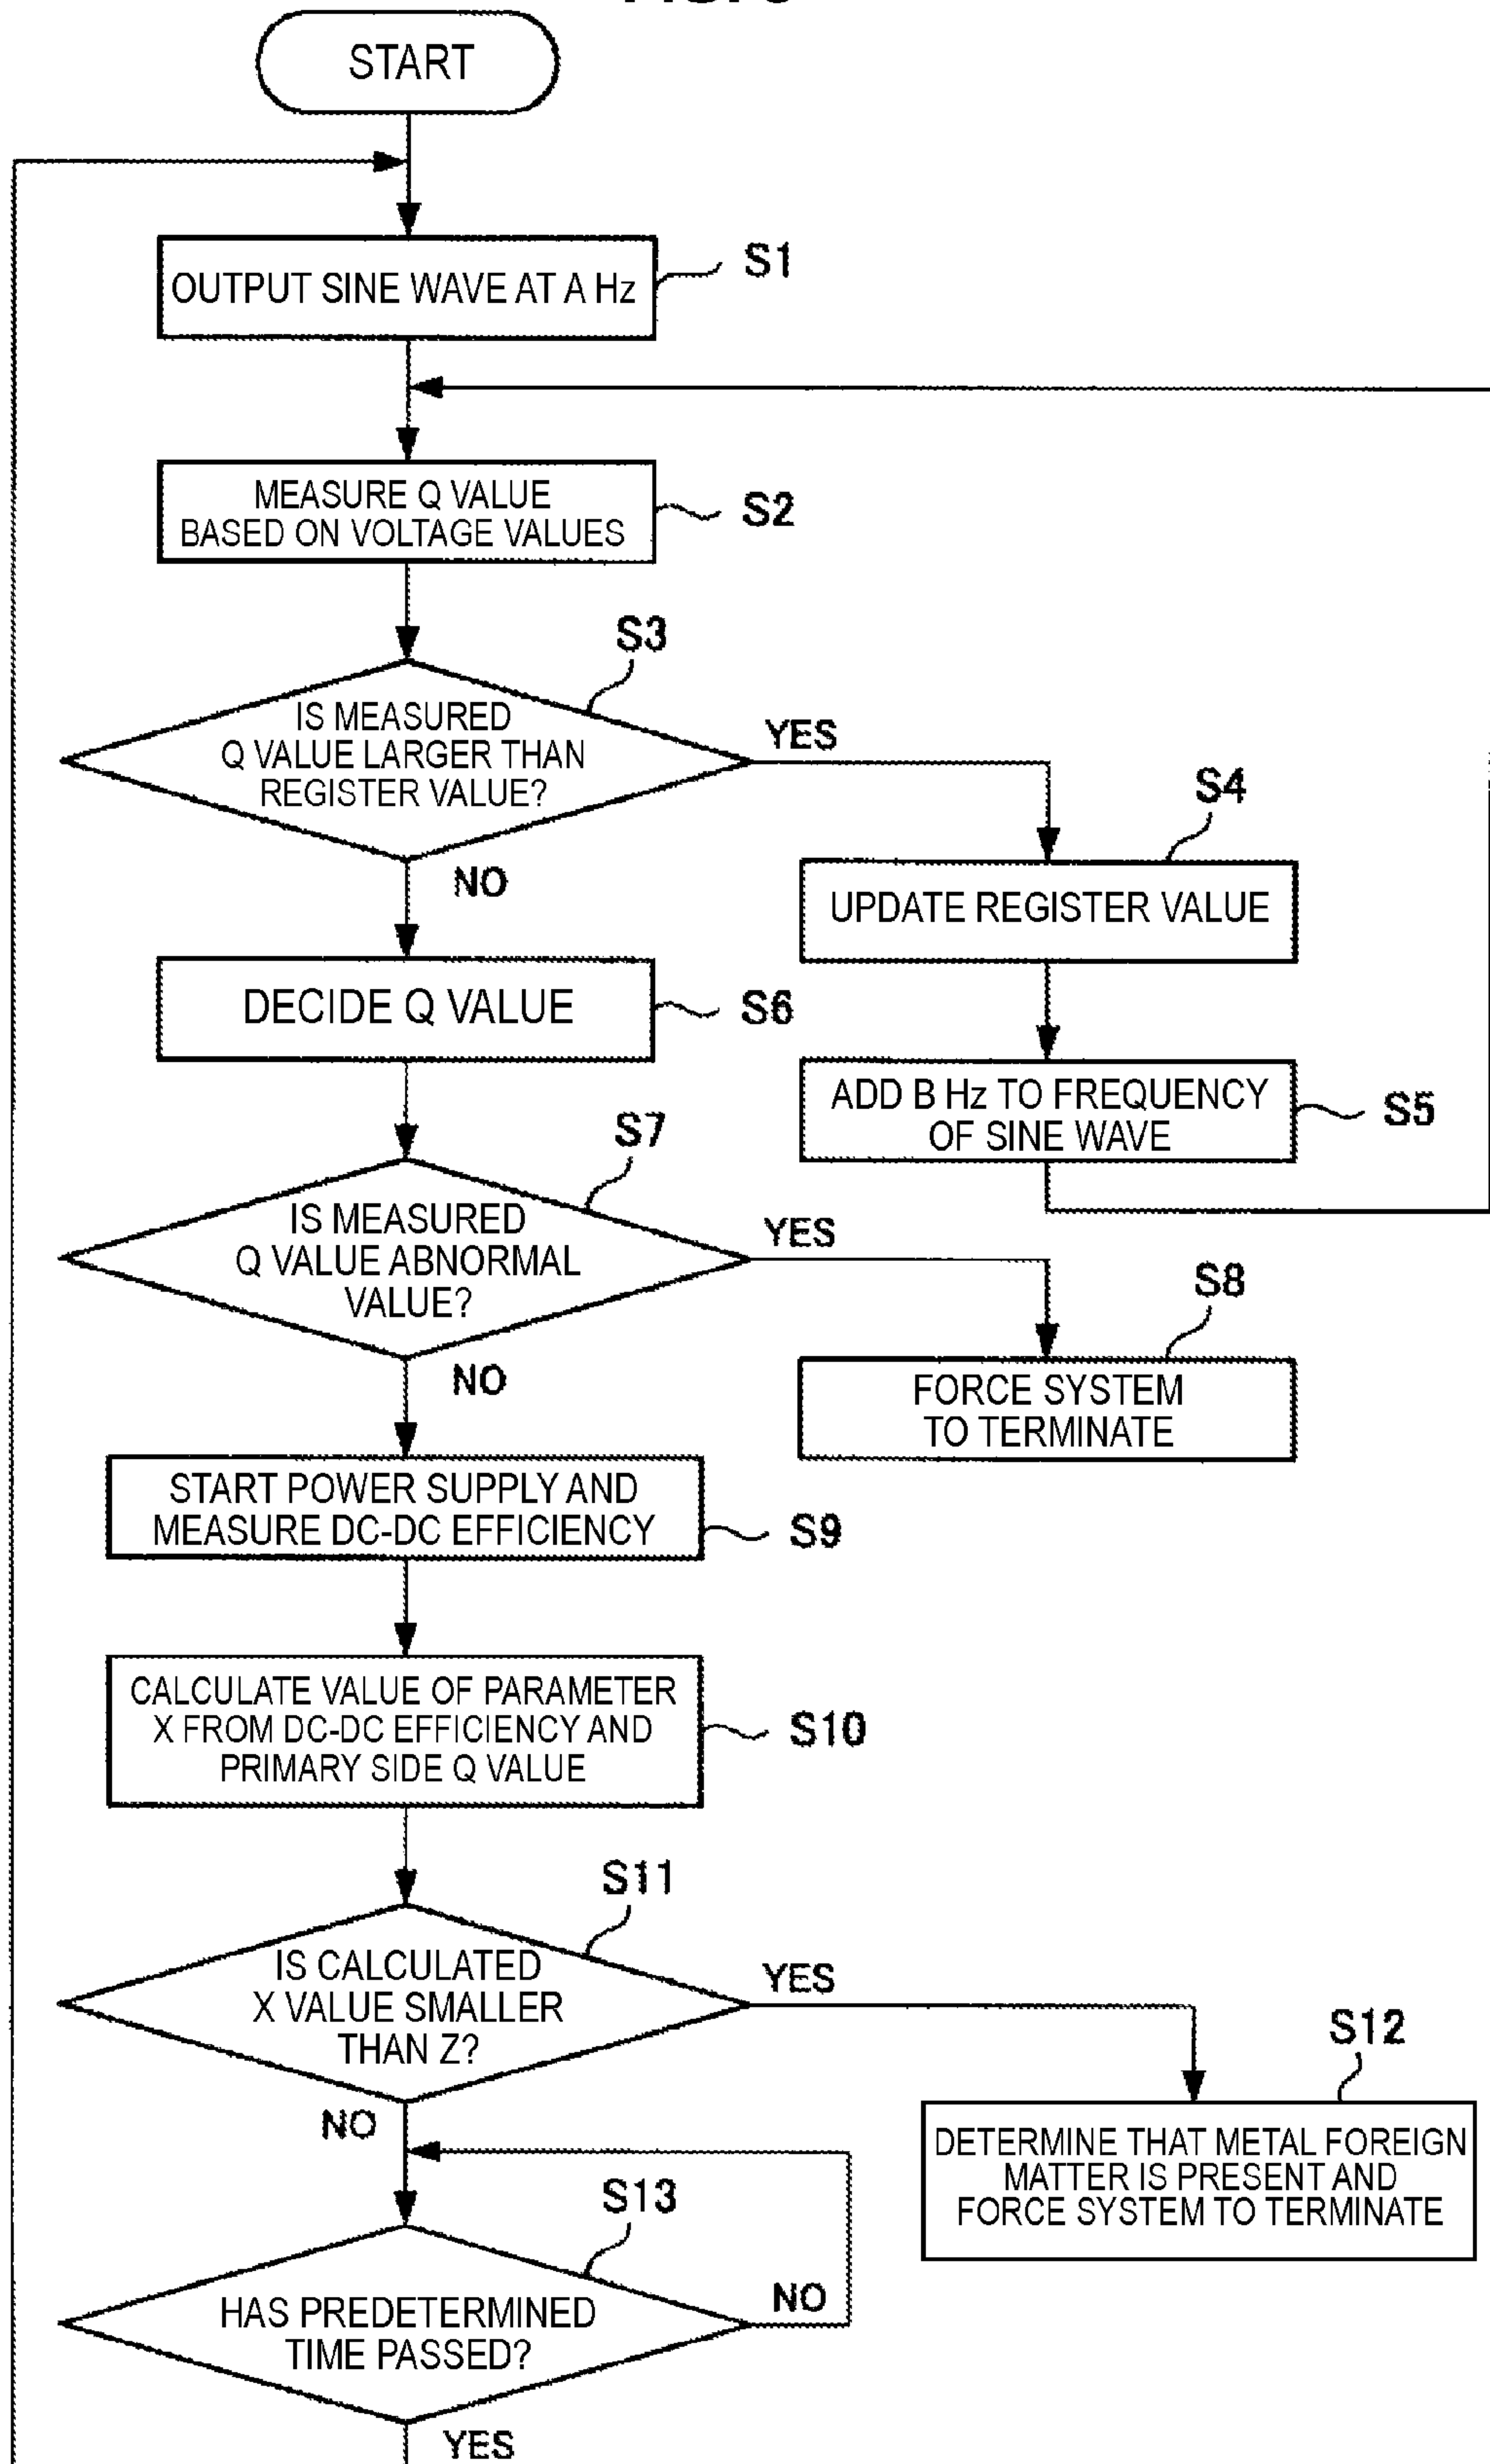 START
OUTPUT SINE WAVE AT A Hz
S1
MEASURE Q VALUE
BASED ON VOLTAGE VALUES
S2
S3
IS MEASURED
Q VALUE LARGER THAN
REGISTER VALUE?
YES
NO
S4
UPDATE REGISTER VALUE
DECIDE Q VALUE
S6
ADD B Hz TO FREQUENCY
OF SINE WAVE
S5
S7
IS MEASURED
Q VALUE ABNORMAL
VALUE?
YES
NO
S8
FORCE SYSTEM
TO TERMINATE
START POWER SUPPLY AND
MEASURE DC-DC EFFICIENCY
S9
CALCULATE VALUE OF PARAMETER
X FROM DC-DC EFFICIENCY AND
PRIMARY SIDE Q VALUE
S10
S11
IS CALCULATED
X VALUE SMALLER
THAN Z?
YES
NO
S12
DETERMINE THAT METAL FOREIGN
MATTER IS PRESENT AND
FORCE SYSTEM TO TERMINATE
S13
HAS PREDETERMINED
TIME PASSED?
NO
YES